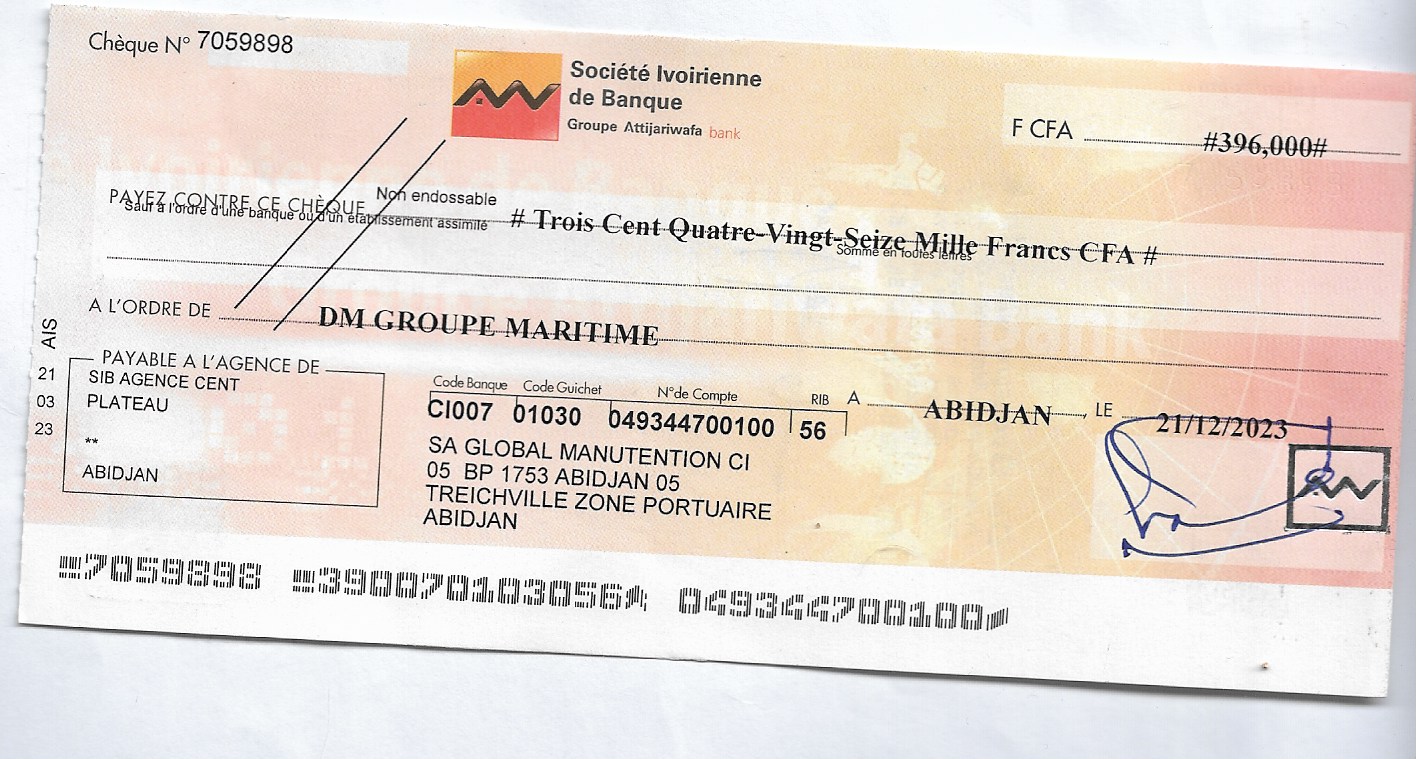 Chèque N° 7059898
Société Ivoirienne
de Banque
Groupe Attijariwafa bank
F CFA #396,000#
PAYEZ CONTRE CE CHÈQUE Non endossable
Sauf à l'ordre d'une banque ou d'un établissement assimilé
# Trois Cent Quatre-Vingt-Seize Mille Francs CFA #
Somme en toutes lettres
A L'ORDRE DE DM GROUPE MARITIME
AIS
21
03
23
PAYABLE A L'AGENCE DE
SIB AGENCE CENT
PLATEAU
**
ABIDJAN
Code Banque Code Guichet N°de Compte RIB
CI007 01030 049344700100 56
A ABIDJAN, LE 21/12/2023
SA GLOBAL MANUTENTION CI
05 BP 1753 ABIDJAN 05
TREICHVILLE ZONE PORTUAIRE
ABIDJAN
7059898 390070103056 049344700100